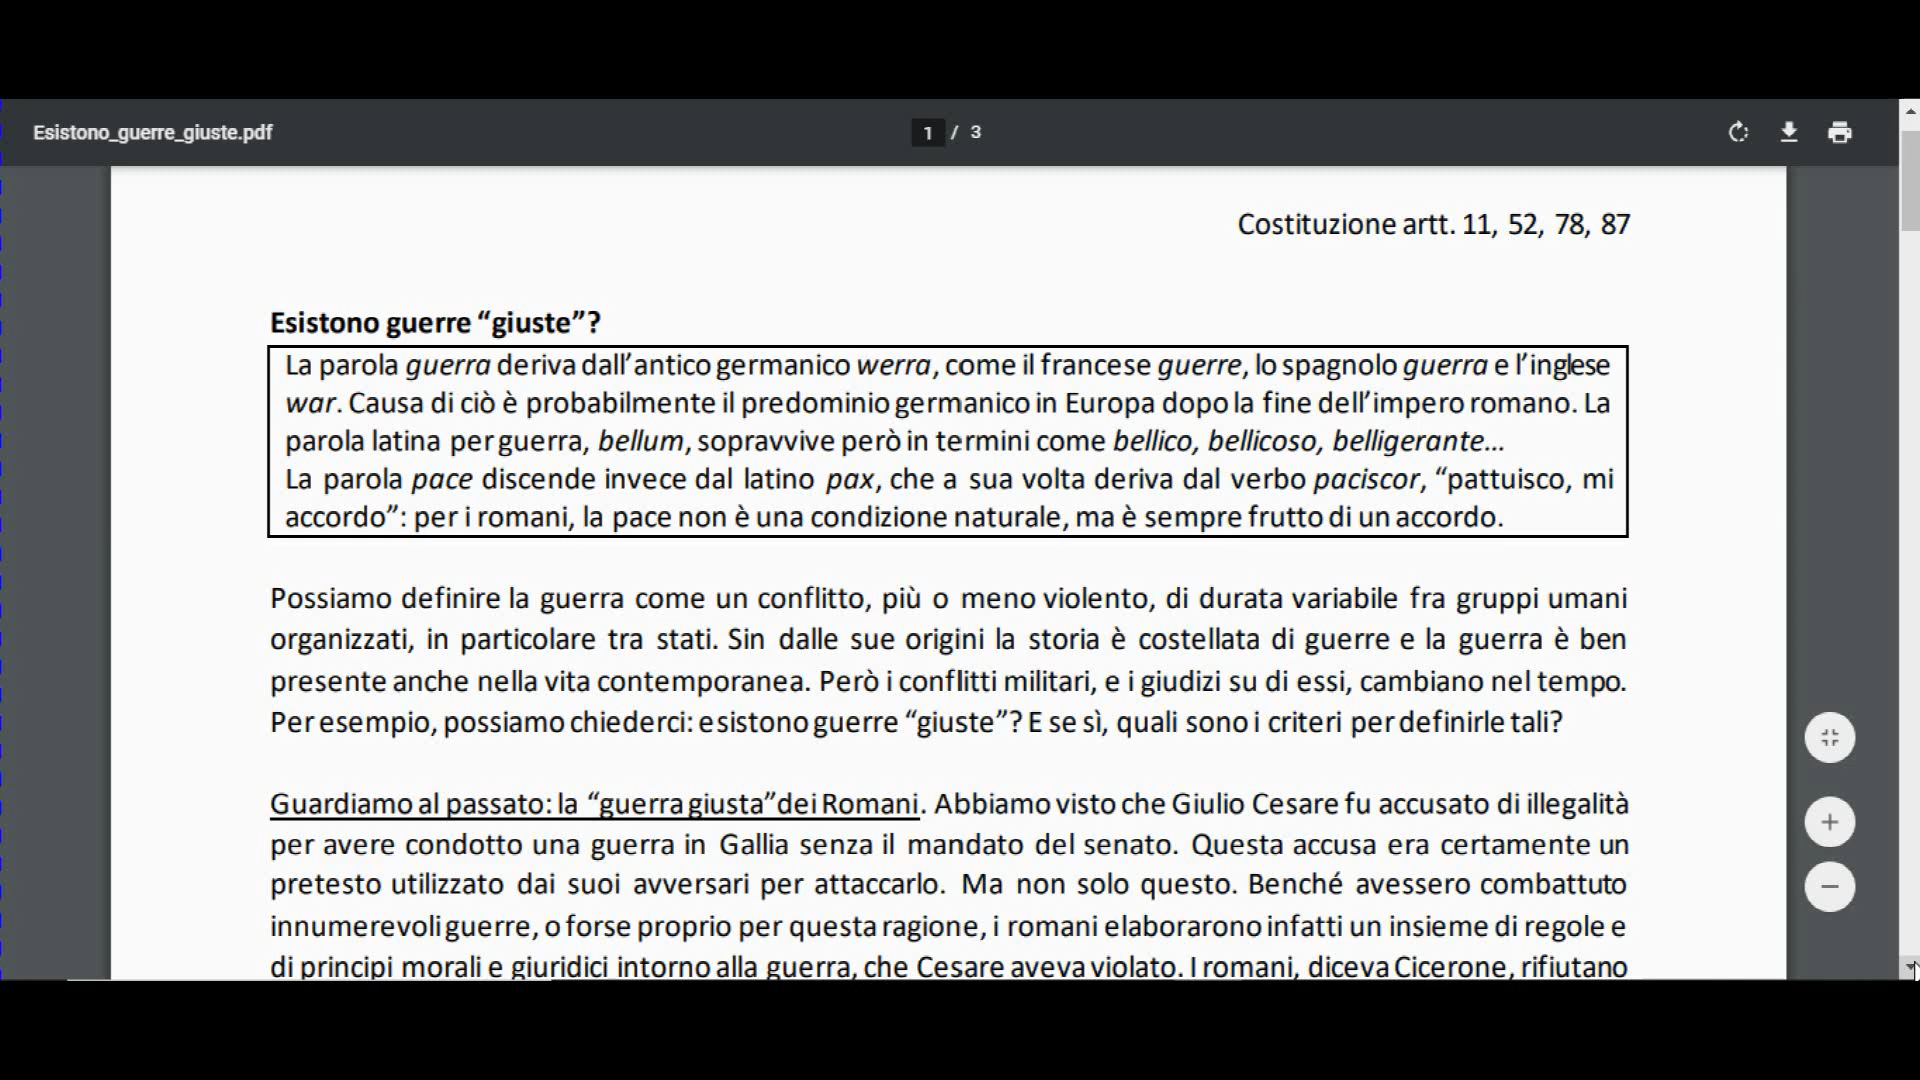 Esistono_guerre_giuste.pdf
1 / 3
Costituzione artt. 11, 52, 78, 87
Esistono guerre “giuste”?
La parola guerra deriva dall’antico germanico werra, come il francese guerre, lo spagnolo guerra e l’inglese
war. Causa di ciò è probabilmente il predominio germanico in Europa dopo la fine dell’impero romano. La
parola latina per guerra, bellum, sopravvive però in termini come bellico, bellicoso, belligerante...
La parola pace discende invece dal latino pax, che a sua volta deriva dal verbo paciscor, “pattuisco, mi
accordo”: per i romani, la pace non è una condizione naturale, ma è sempre frutto di un accordo.
Possiamo definire la guerra come un conflitto, più o meno violento, di durata variabile fra gruppi umani
organizzati, in particolare tra stati. Sin dalle sue origini la storia è costellata di guerre e la guerra è ben
presente anche nella vita contemporanea. Però i conflitti militari, e i giudizi su di essi, cambiano nel tempo.
Per esempio, possiamo chiederci: esistono guerre “giuste”? E se sì, quali sono i criteri per definirle tali?
Guardiamo al passato: la “guerra giusta” dei Romani. Abbiamo visto che Giulio Cesare fu accusato di illegalità
per avere condotto una guerra in Gallia senza il mandato del senato. Questa accusa era certamente un
pretesto utilizzato dai suoi avversari per attaccarlo. Ma non solo questo. Benché avessero combattuto
innumerevoli guerre, o forse proprio per questa ragione, i romani elaborarono infatti un insieme di regole e
di principi morali e giuridici intorno alla guerra, che Cesare aveva violato. I romani, diceva Cicerone, rifiutano